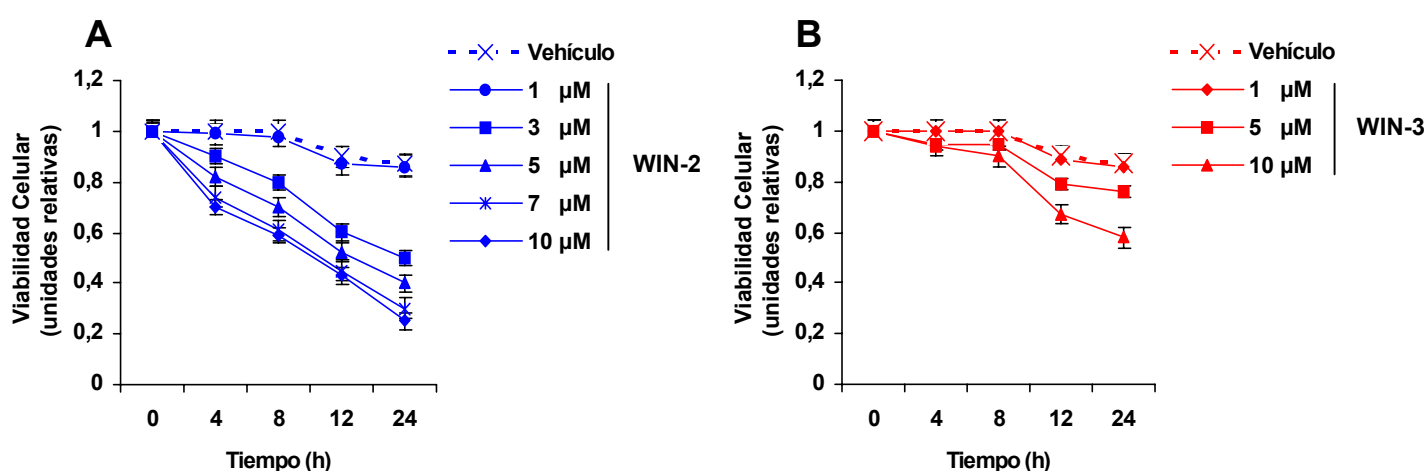 A
Viabilidad Celular
(unidades relativas)
1,2
1
0,8
0,6
0,4
0,2
0
0 4 8 12 24
Tiempo (h)
Vehículo
1 µM
3 µM
5 µM
7 µM
10 µM
WIN-2
B
Viabilidad Celular
(unidades relativas)
1,2
1
0,8
0,6
0,4
0,2
0
0 4 8 12 24
Tiempo (h)
Vehículo
1 µM
5 µM
10 µM
WIN-3